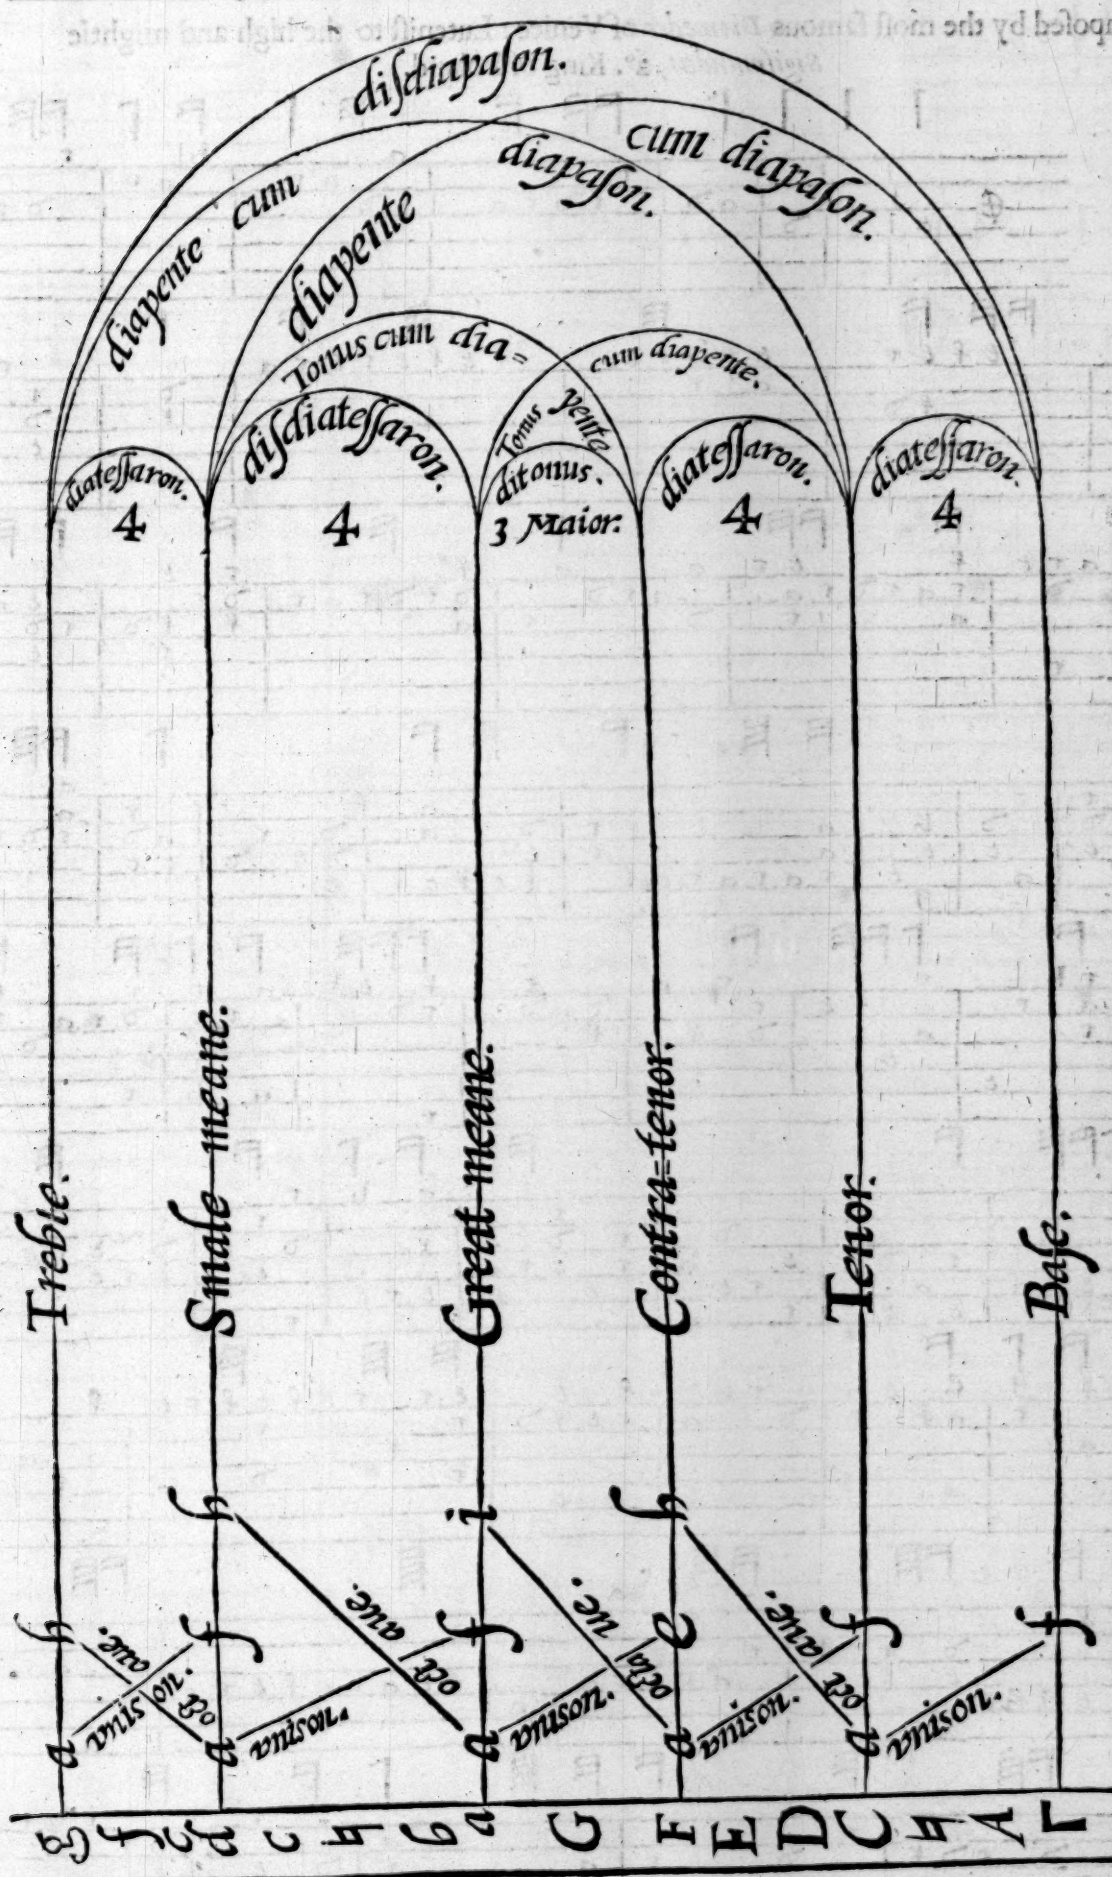 diſdiapaſon.
diapente cum diapaſon.
diapente cum diapaſon.
Tonus cum dia=
pente
Tonus cum diapente.
diateſſaron.
4
diſdiateſſaron.
4
ditonus.
3 Maior.
diateſſaron.
4
diateſſaron.
4
Treble.
Smale meane.
Great meane.
Contra=tenor.
Tenor.
Baſe.
h f
a
h f
a
i f
a
h e
a
f
a
f
octaue.
vnison.
octaue.
vnison.
octaue.
vnison.
octaue.
vnison.
vnison.
g f e d c ♮ b a G F E D C ♮ A Γ